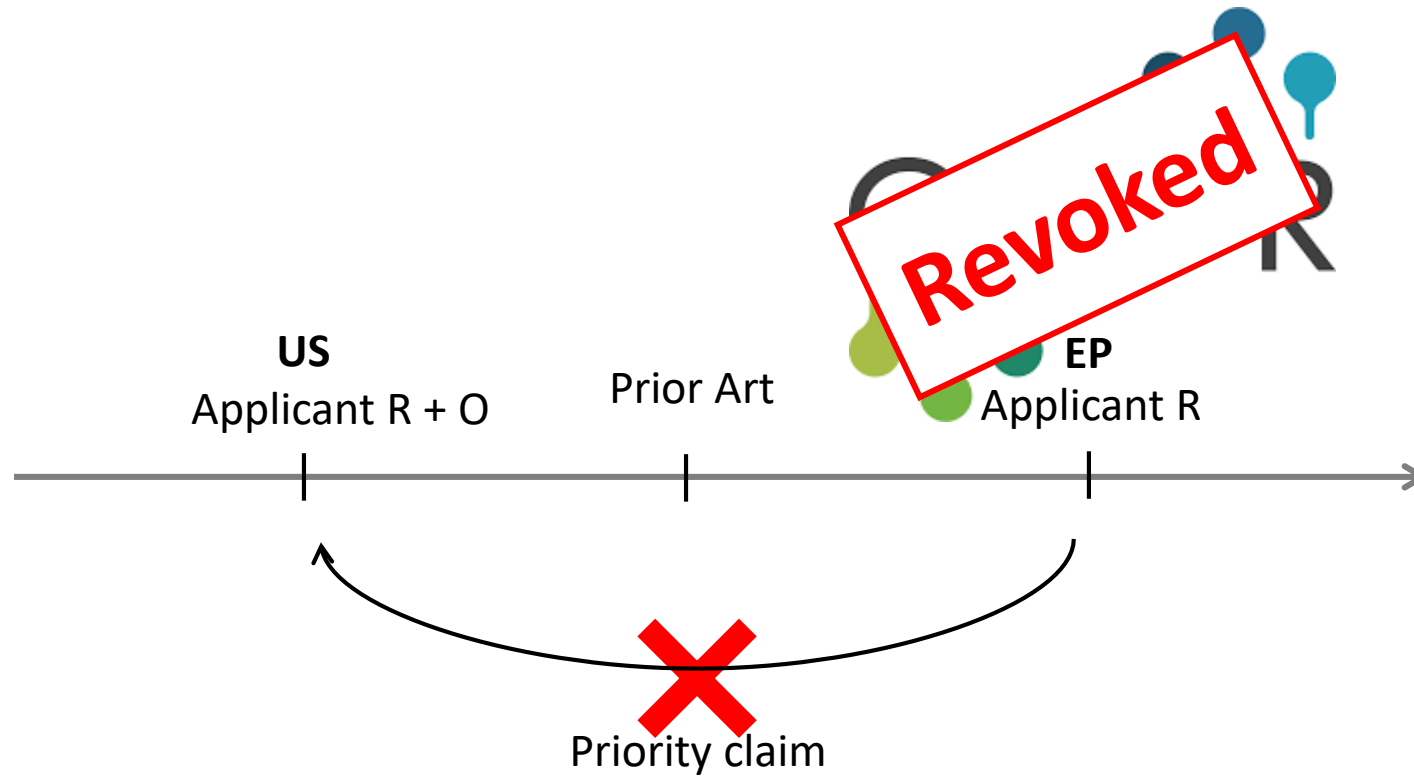 Revoked
R
US
Applicant R + O
Prior Art
EP
Applicant R
Priority claim